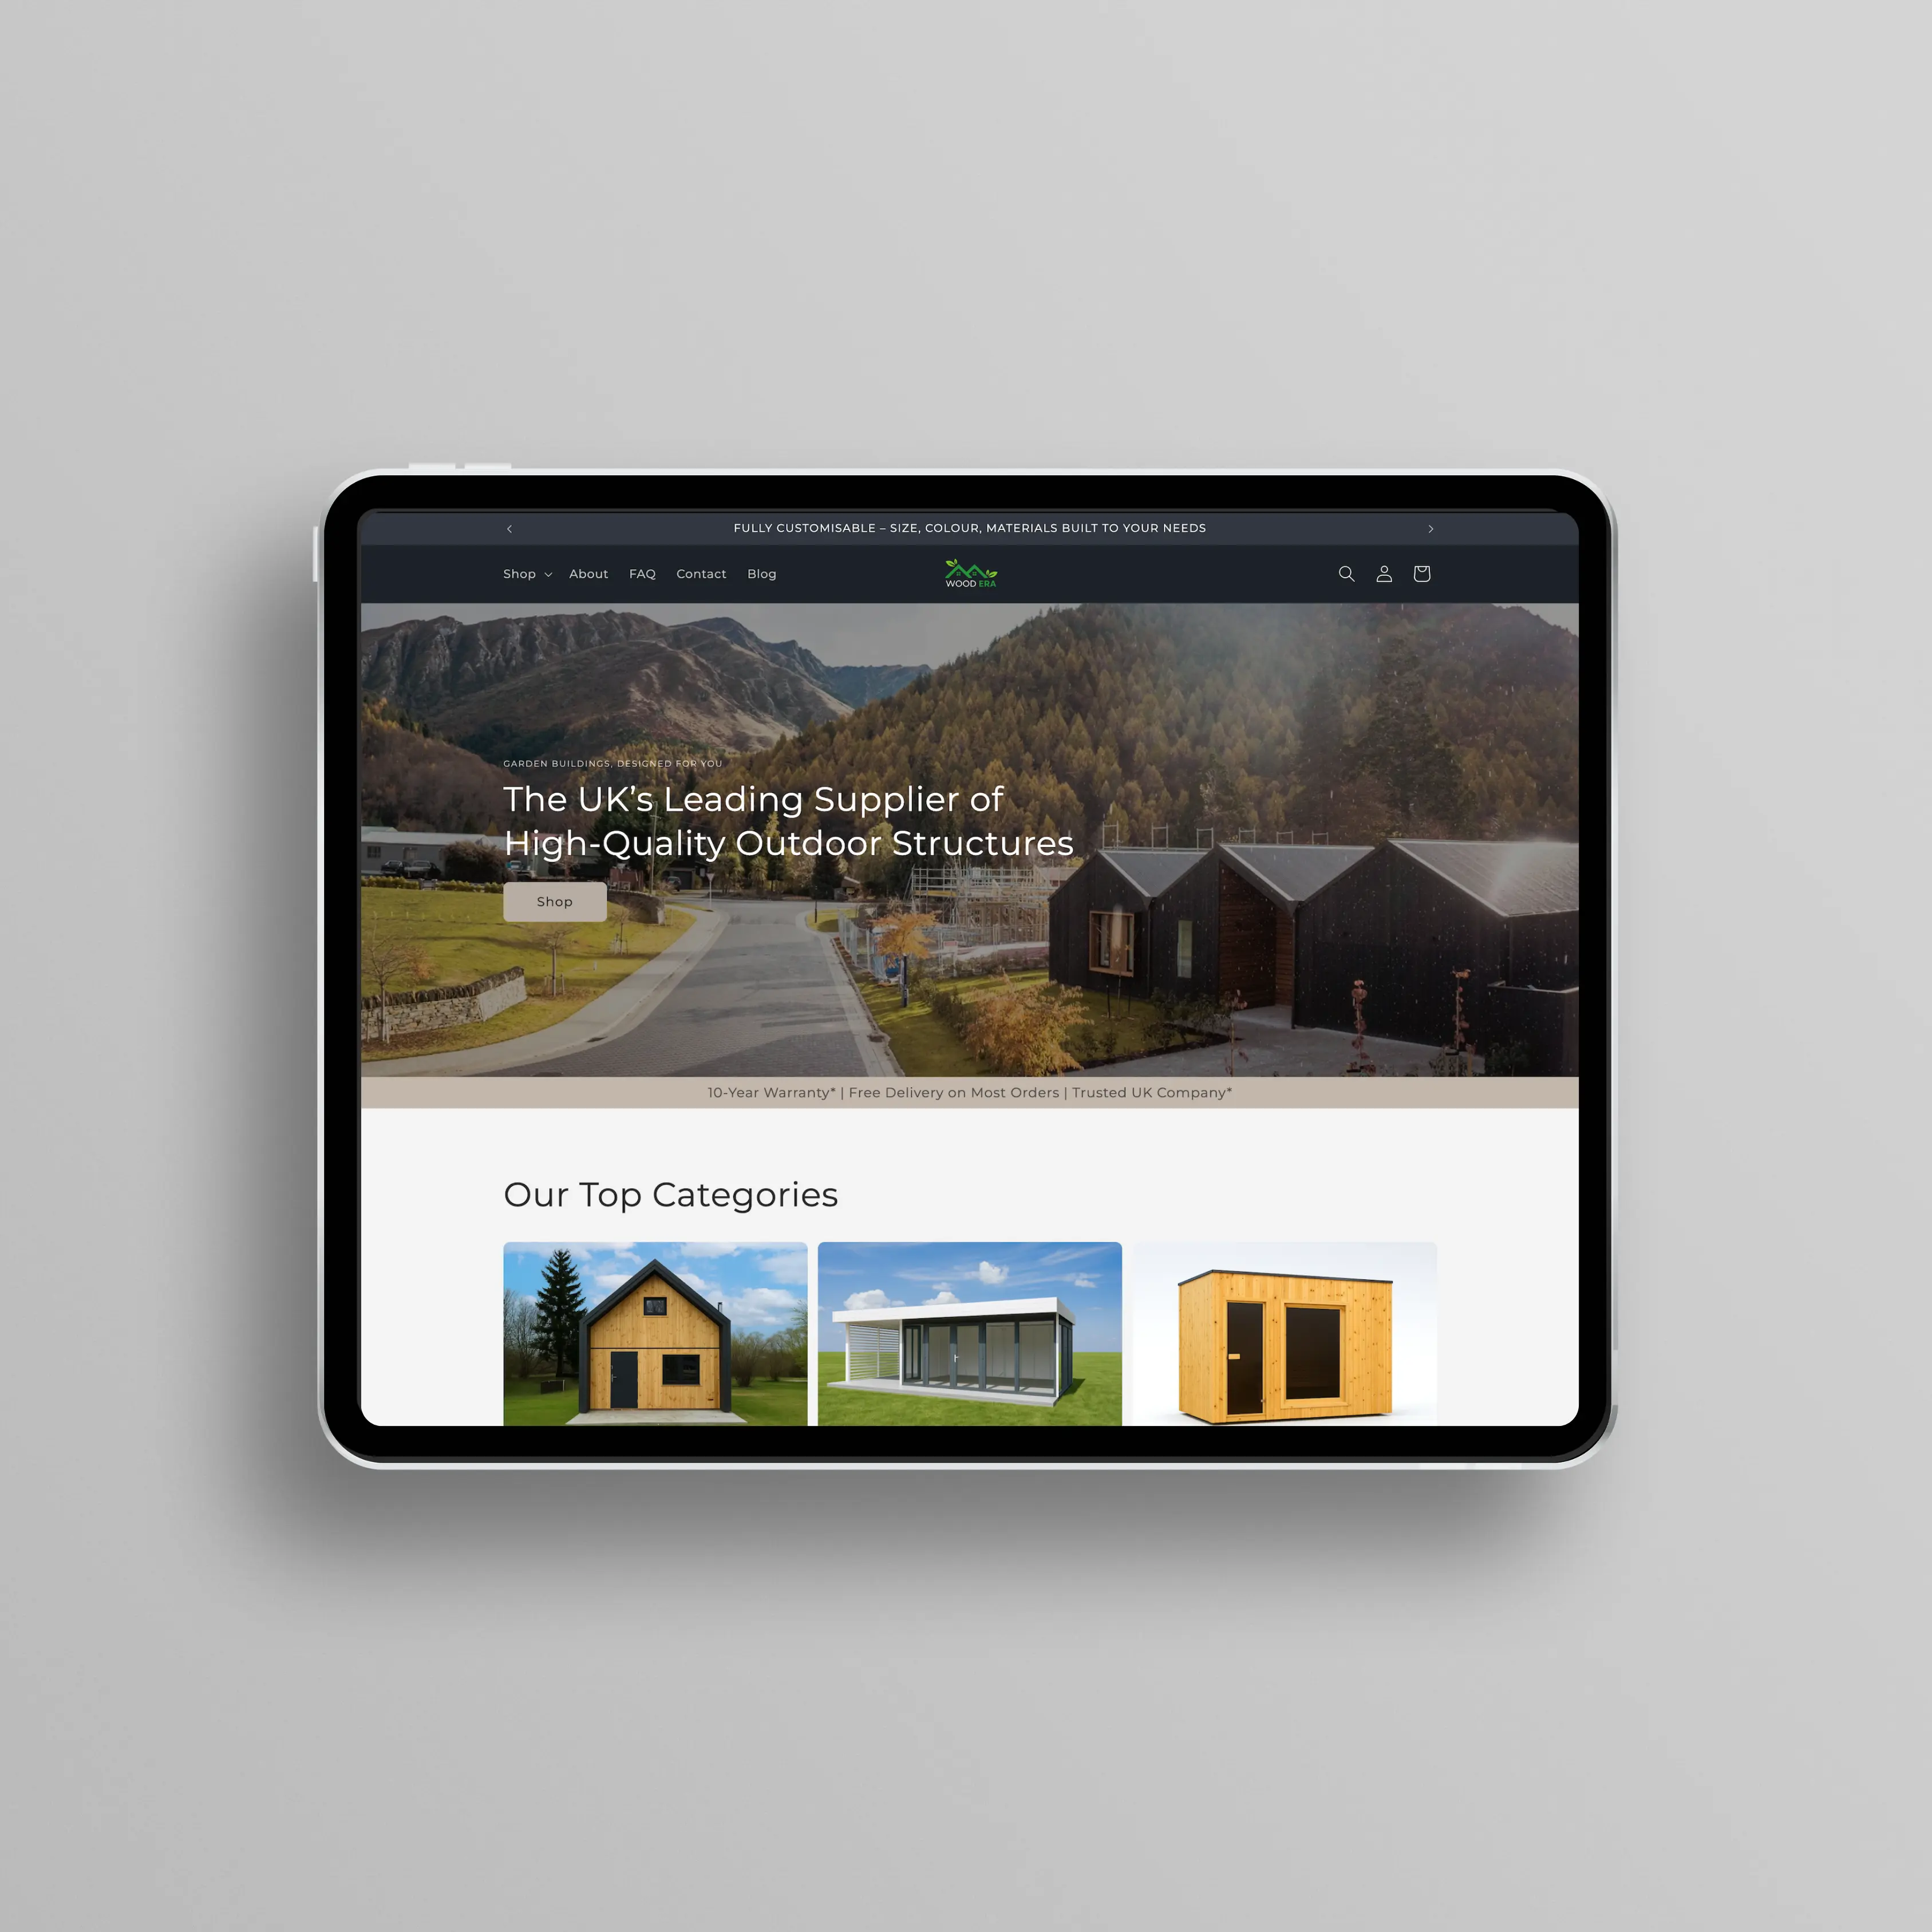 FULLY CUSTOMISABLE – SIZE, COLOUR, MATERIALS BUILT TO YOUR NEEDS
Shop About FAQ Contact Blog
WOOD ERA
GARDEN BUILDINGS, DESIGNED FOR YOU
The UK’s Leading Supplier of
High-Quality Outdoor Structures
Shop
10-Year Warranty* | Free Delivery on Most Orders | Trusted UK Company*
Our Top Categories